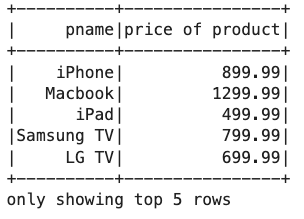 +----------+----------------+
|     pname|price of product|
+----------+----------------+
|    iPhone|          899.99|
|   Macbook|         1299.99|
|      iPad|          499.99|
|Samsung TV|          799.99|
|     LG TV|          699.99|
+----------+----------------+
only showing top 5 rows